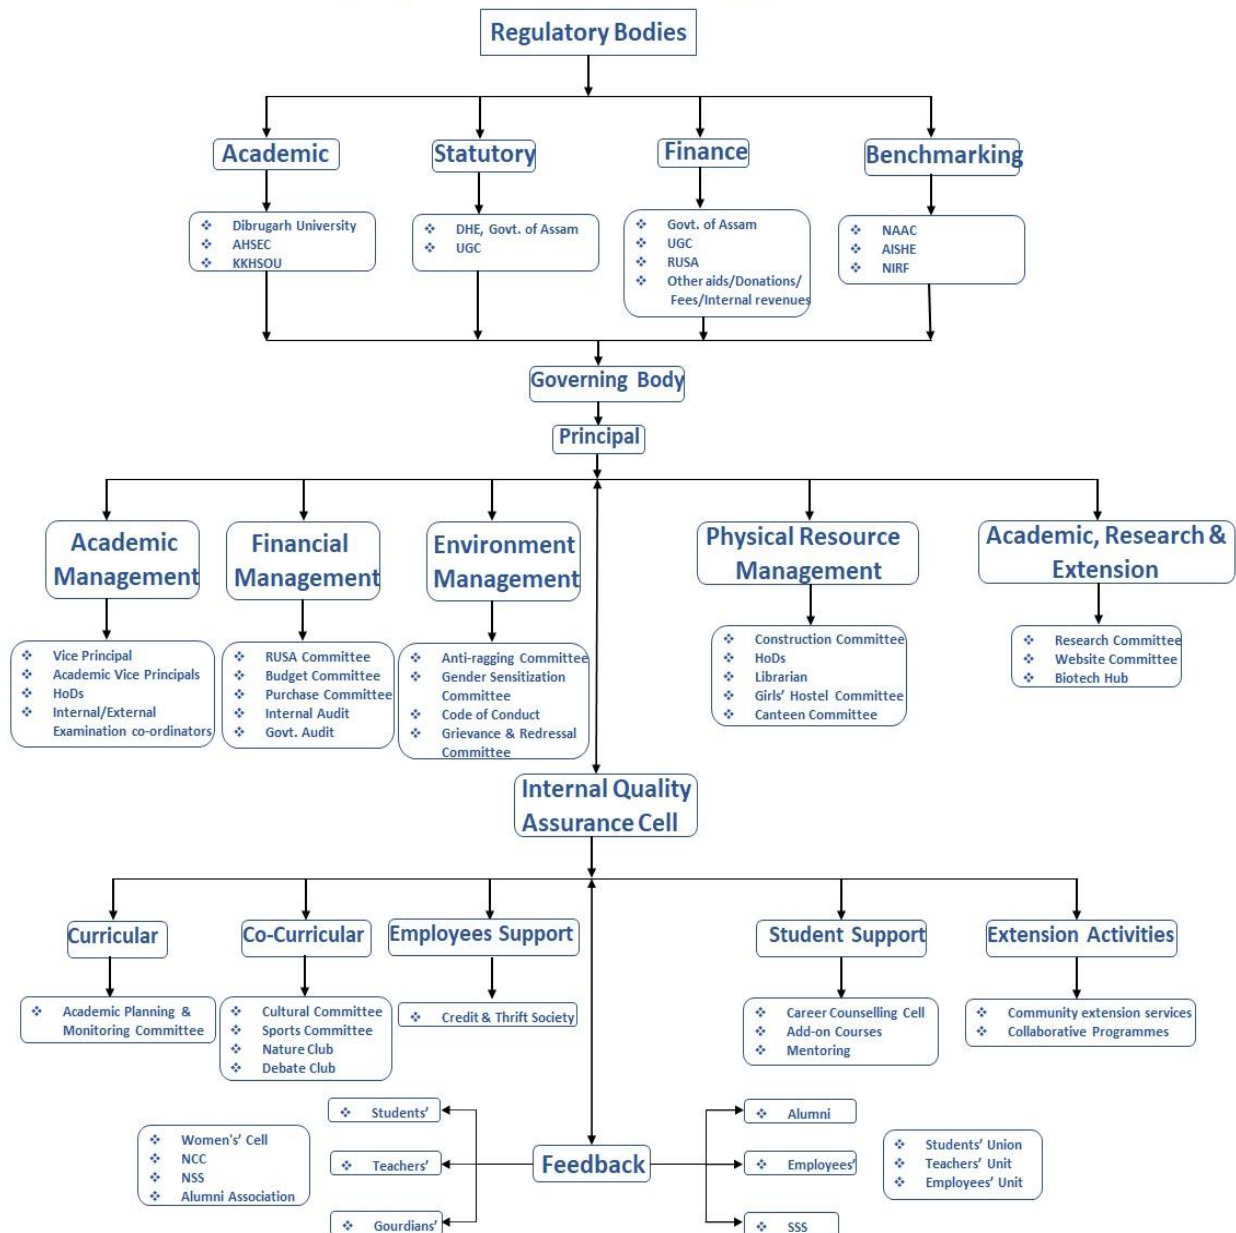 Regulatory Bodies
Academic
Statutory
Finance
Benchmarking
❖ Dibrugarh University
❖ AHSEC
❖ KKHSOU
❖ DHE, Govt. of Assam
❖ UGC
❖ Govt. of Assam
❖ UGC
❖ RUSA
❖ Other aids/Donations/
Fees/Internal revenues
❖ NAAC
❖ AISHE
❖ NIRF
Governing Body
Principal
Academic
Management
Financial
Management
Environment
Management
Physical Resource
Management
Academic, Research &
Extension
❖ Vice Principal
❖ Academic Vice Principals
❖ HoDs
❖ Internal/External
Examination co-ordinators
❖ RUSA Committee
❖ Budget Committee
❖ Purchase Committee
❖ Internal Audit
❖ Govt. Audit
❖ Anti-ragging Committee
❖ Gender Sensitization
Committee
❖ Code of Conduct
❖ Grievance & Redressal
Committee
❖ Construction Committee
❖ HoDs
❖ Librarian
❖ Girls' Hostel Committee
❖ Canteen Committee
❖ Research Committee
❖ Website Committee
❖ Biotech Hub
Internal Quality
Assurance Cell
Curricular
Co-Curricular
Employees Support
Student Support
Extension Activities
❖ Academic Planning &
Monitoring Committee
❖ Cultural Committee
❖ Sports Committee
❖ Nature Club
❖ Debate Club
❖ Credit & Thrift Society
❖ Career Counselling Cell
❖ Add-on Courses
❖ Mentoring
❖ Community extension services
❖ Collaborative Programmes
❖ Women's' Cell
❖ NCC
❖ NSS
❖ Alumni Association
❖ Students'
❖ Teachers'
❖ Gourdians'
Feedback
❖ Alumni
❖ Employees'
❖ SSS
❖ Students' Union
❖ Teachers' Unit
❖ Employees' Unit